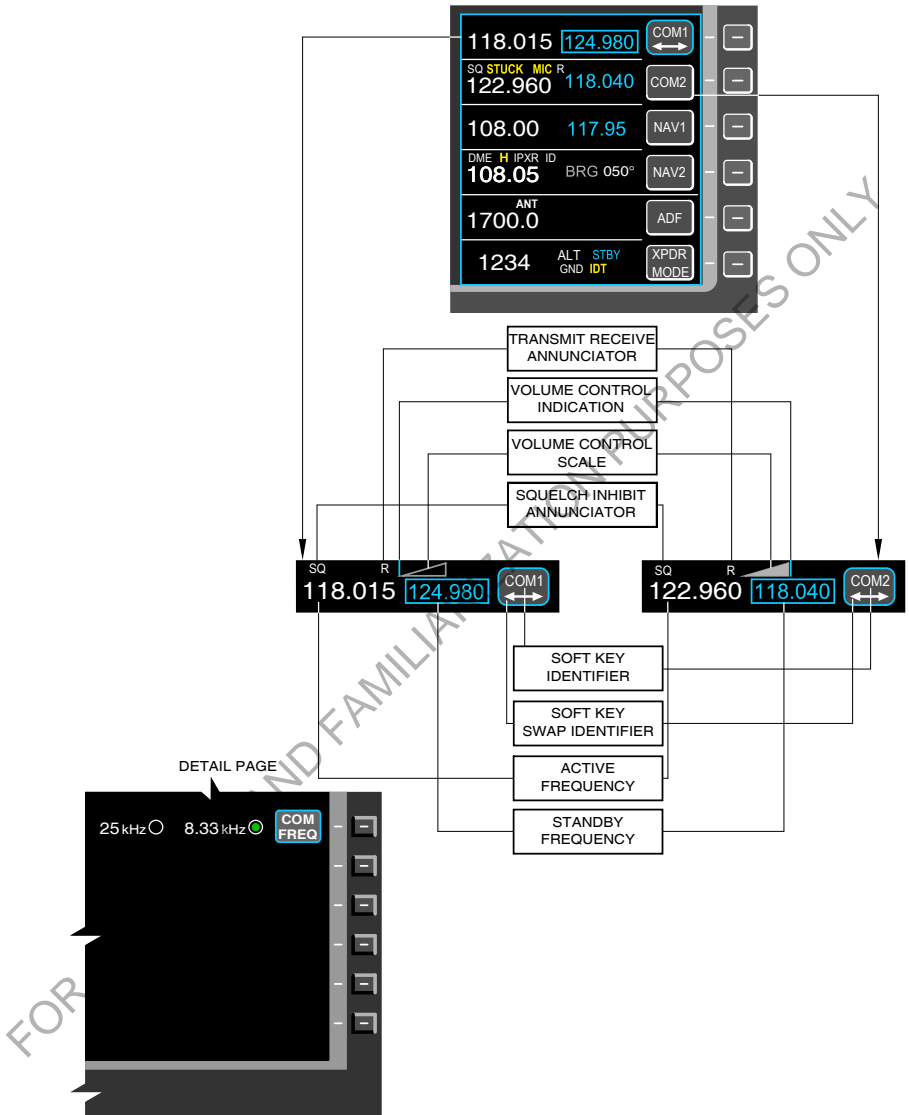 118.015 124.980 COM1
SQ STUCK MIC R
122.960 118.040 COM2
108.00 117.95 NAV1
DME H IPXR ID
108.05 BRG 050° NAV2
ANT
1700.0 ADF
1234 ALT STBY XPDR
GND IDT MODE
TRANSMIT RECEIVE
ANNUNCIATOR
VOLUME CONTROL
INDICATION
VOLUME CONTROL
SCALE
SQUELCH INHIBIT
ANNUNCIATOR
SQ R
118.015 124.980 COM1
SQ R
122.960 118.040 COM2
SOFT KEY
IDENTIFIER
SOFT KEY
SWAP IDENTIFIER
ACTIVE
FREQUENCY
STANDBY
FREQUENCY
DETAIL PAGE
25 kHz 8.33 kHz COM
FREQ
FOR AND FAMILIARIZATION PURPOSES ONLY